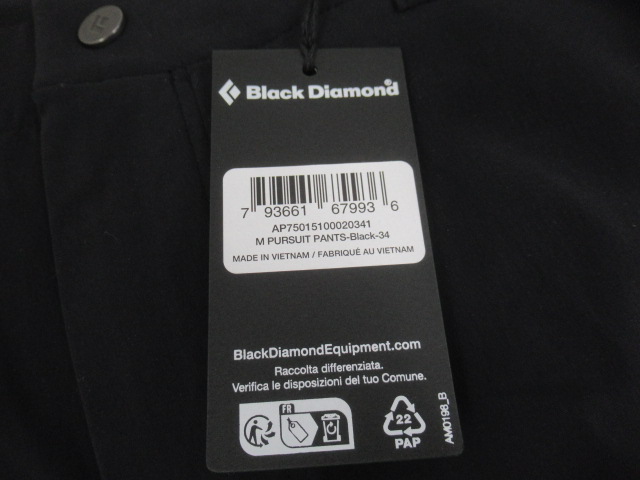 Black Diamond
7 93661 67993 6
AP75015100020341
M PURSUIT PANTS-Black-34
MADE IN VIETNAM / FABRIQUÉ AU VIETNAM
BlackDiamondEquipment.com
Raccolta differenziata.
Verifica le disposizioni del tuo Comune.
FR
22
PAP
AM0196_B